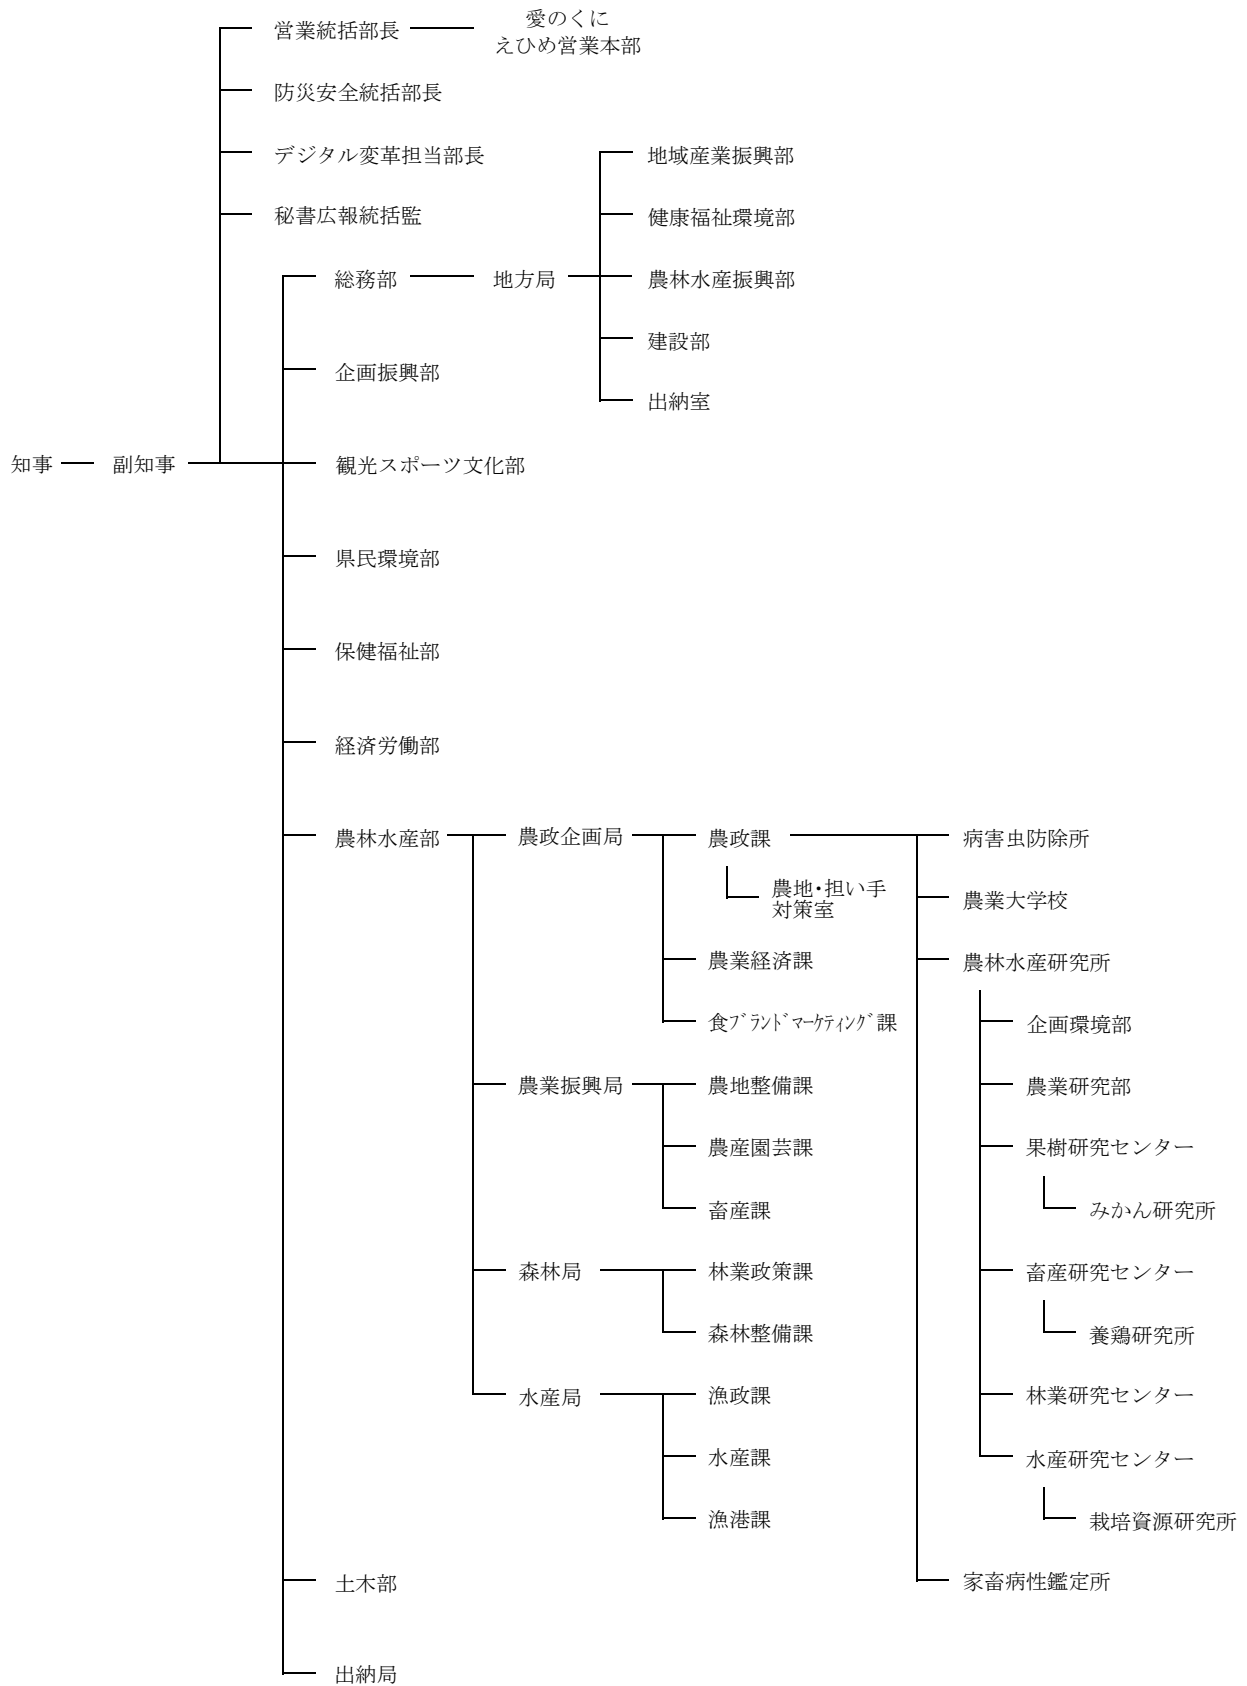 営業統括部長
愛のくに
えひめ営業本部
防災安全統括部長
デジタル変革担当部長
秘書広報統括監
地域産業振興部
健康福祉環境部
総務部
地方局
農林水産振興部
建設部
企画振興部
出納室
知事
副知事
観光スポーツ文化部
県民環境部
保健福祉部
経済労働部
農林水産部
農政企画局
農政課
病害虫防除所
農地・担い手
対策室
農業大学校
農業経済課
農林水産研究所
食ﾌﾞﾗﾝﾄﾞﾏｰｹﾃｨﾝｸﾞ課
企画環境部
農業振興局
農地整備課
農業研究部
農産園芸課
果樹研究センター
畜産課
みかん研究所
森林局
林業政策課
畜産研究センター
森林整備課
養鶏研究所
水産局
漁政課
林業研究センター
水産課
水産研究センター
漁港課
栽培資源研究所
土木部
家畜病性鑑定所
出納局